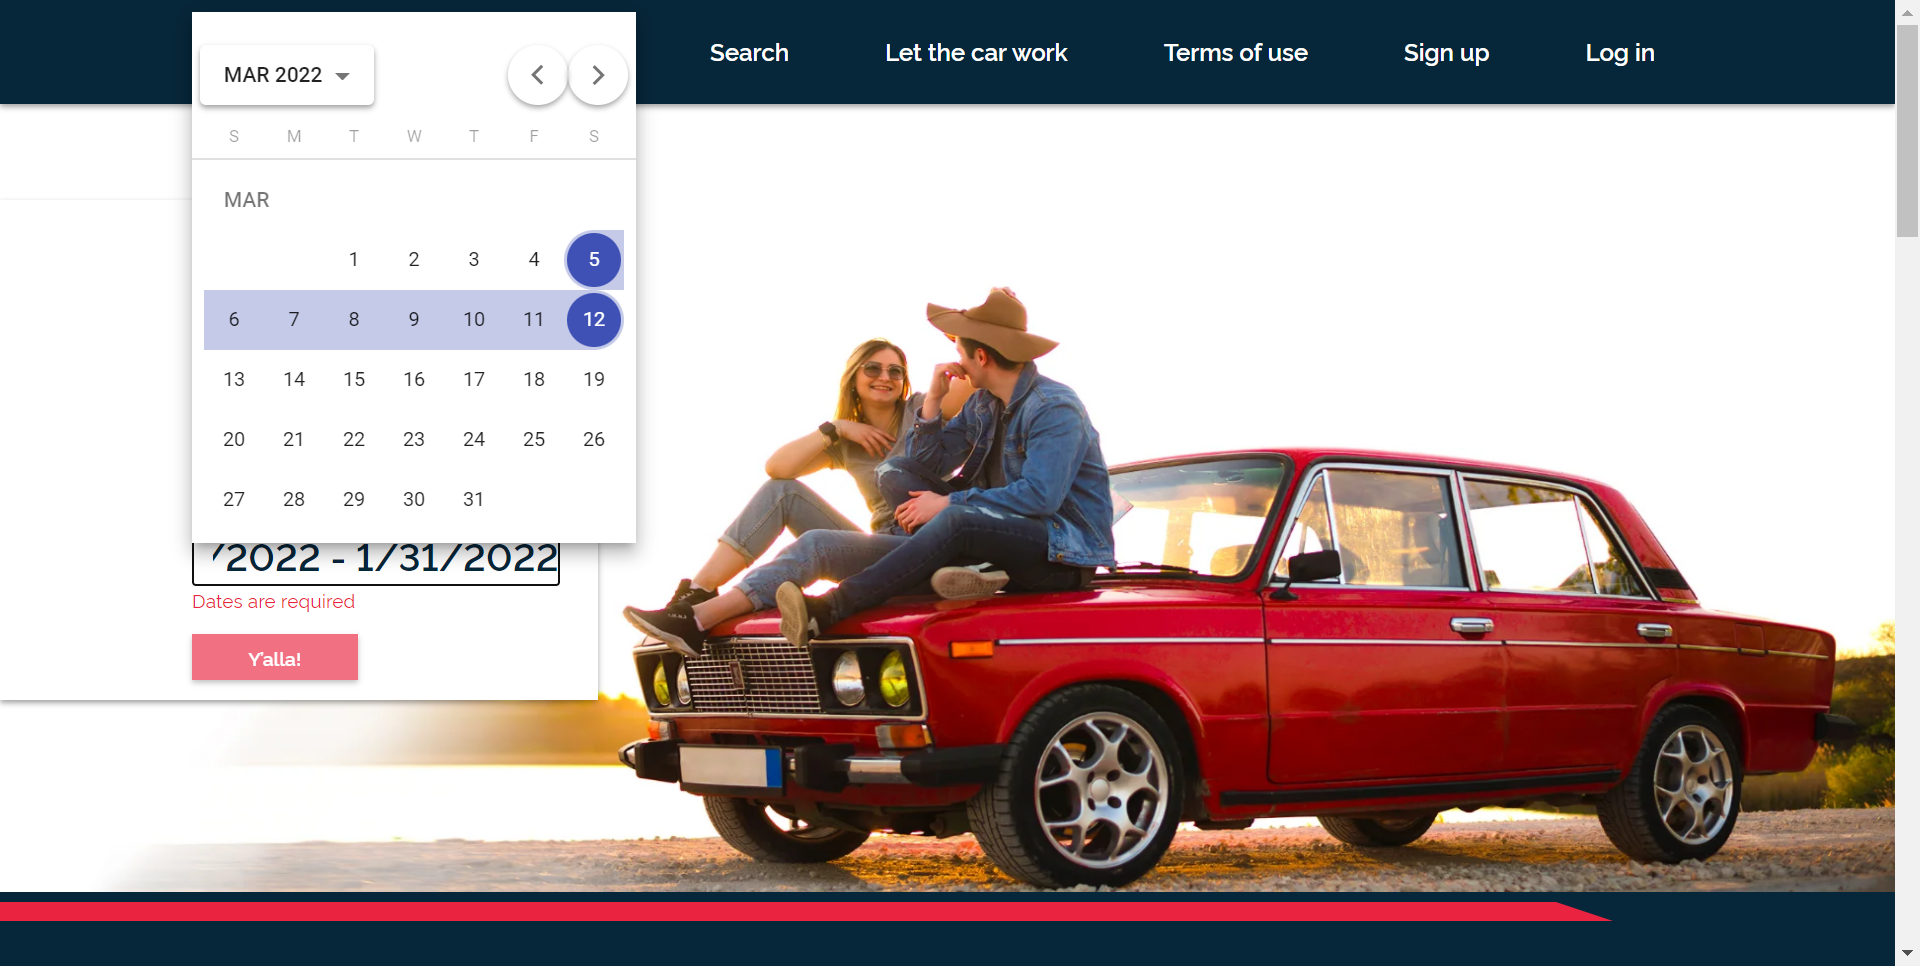 Search Let the car work Terms of use Sign up Log in
MAR 2022
S M T W T F S
MAR
1 2 3 4 5
6 7 8 9 10 11 12
13 14 15 16 17 18 19
20 21 22 23 24 25 26
27 28 29 30 31
/2022 - 1/31/2022
Dates are required
Y'alla!